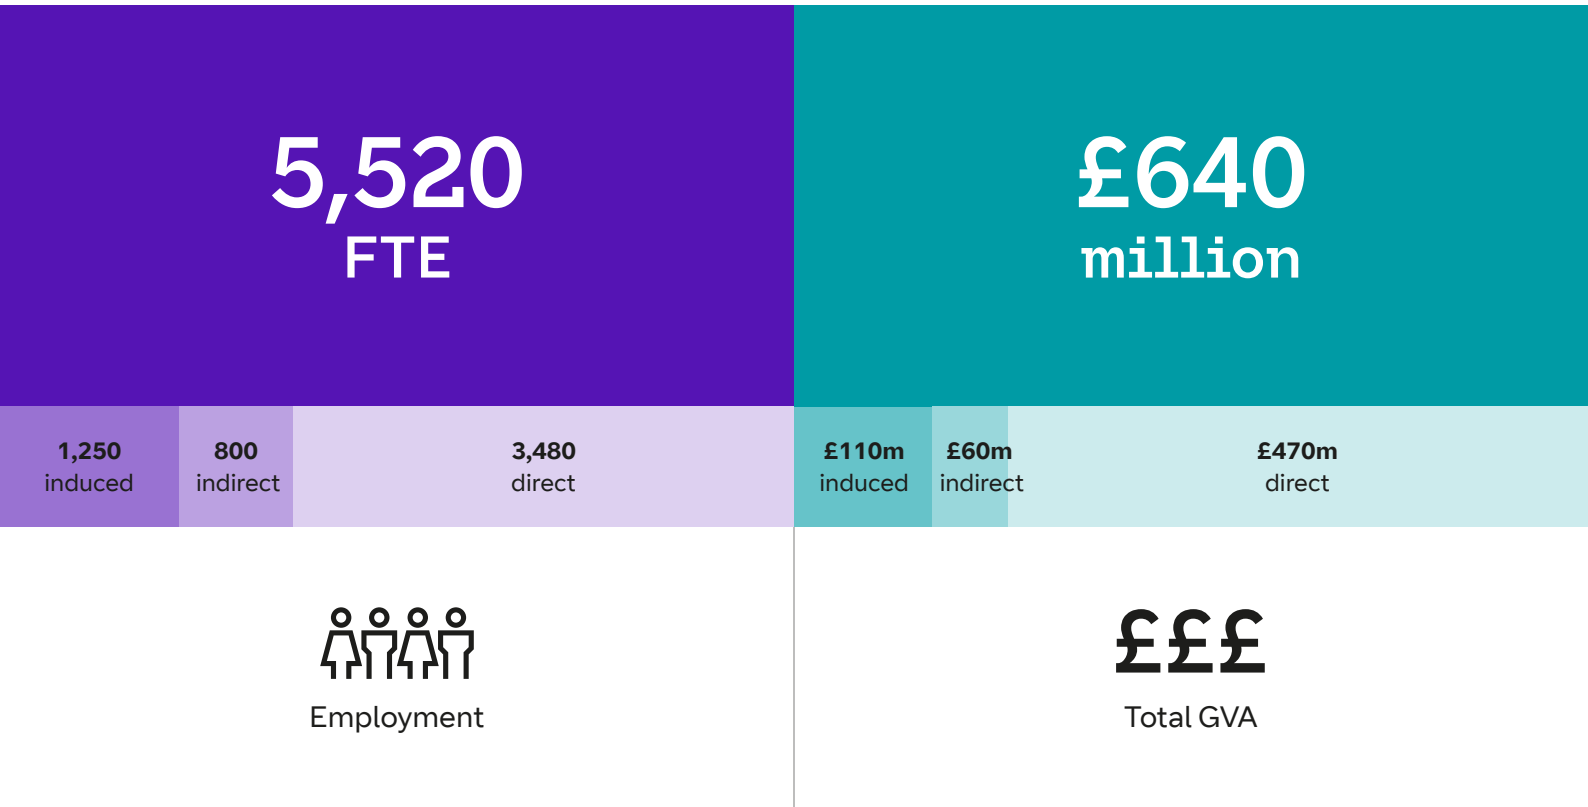 5,520
FTE
£640
million
1,250
induced
800
indirect
3,480
direct
£110m
induced
£60m
indirect
£470m
direct
Employment
£££
Total GVA